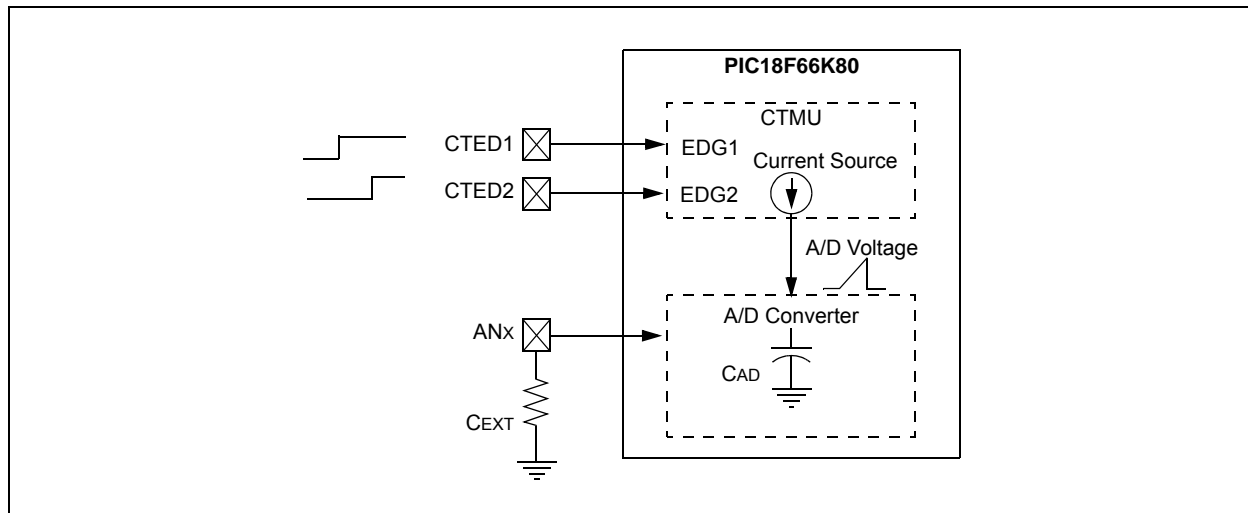 PIC18F66K80
CTMU
CTED1
EDG1
Current Source
CTED2
EDG2
A/D Voltage
A/D Converter
ANX
CAD
CEXT